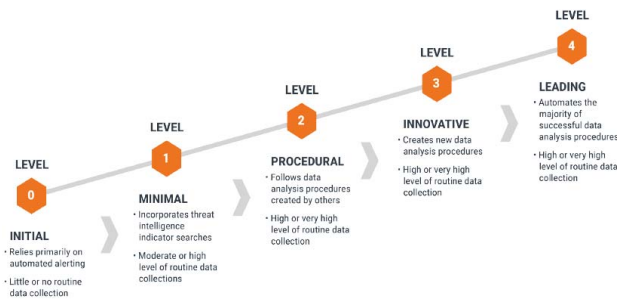 LEVEL
0
INITIAL
• Relies primarily on
automated alerting
• Little or no routine
data collection
LEVEL
1
MINIMAL
• Incorporates threat
intelligence
indicator searches
• Moderate or high
level of routine data
collections
LEVEL
2
PROCEDURAL
• Follows data
analysis procedures
created by others
• High or very high
level of routine data
collection
LEVEL
3
INNOVATIVE
• Creates new data
analysis procedures
• High or very high
level of routine data
collection
LEVEL
4
LEADING
• Automates the
majority of
successful data
analysis procedures
• High or very high
level of routine data
collection